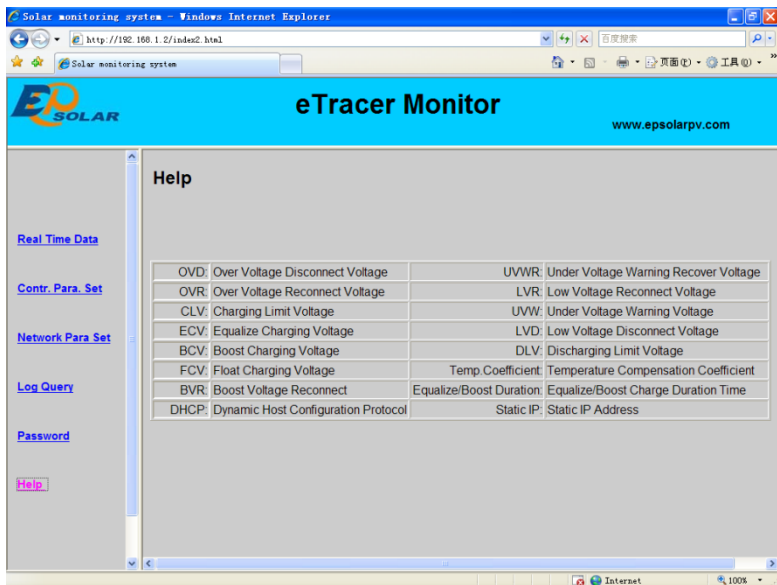 Solar monitoring system - Windows Internet Explorer
http://192.168.1.2/index2.html
百度搜索
Solar monitoring system
页面(P)
工具(O)
EP SOLAR
eTracer Monitor
www.epsolarpv.com
Help
Real Time Data
Contr. Para. Set
Network Para Set
Log Query
Password
Help
OVD: Over Voltage Disconnect Voltage UVWR: Under Voltage Warning Recover Voltage
OVR: Over Voltage Reconnect Voltage LVR: Low Voltage Reconnect Voltage
CLV: Charging Limit Voltage UVW: Under Voltage Warning Voltage
ECV: Equalize Charging Voltage LVD: Low Voltage Disconnect Voltage
BCV: Boost Charging Voltage DLV: Discharging Limit Voltage
FCV: Float Charging Voltage Temp.Coefficient: Temperature Compensation Coefficient
BVR: Boost Voltage Reconnect Equalize/Boost Duration: Equalize/Boost Charge Duration Time
DHCP: Dynamic Host Configuration Protocol Static IP: Static IP Address
Internet
100%